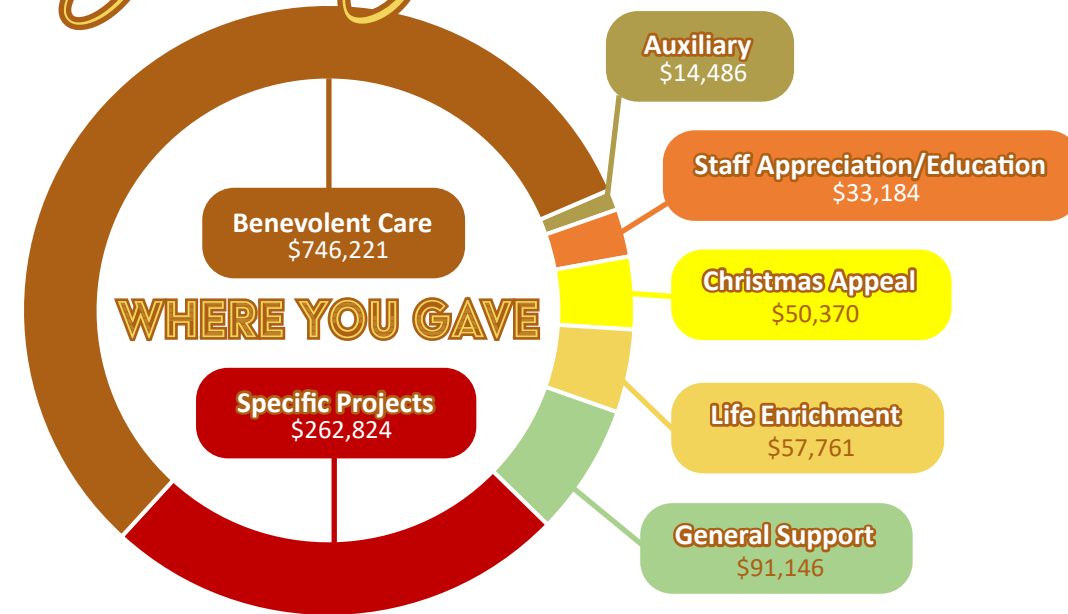 Auxiliary
$14,486
Staff Appreciation/Education
$33,184
Benevolent Care
$746,221
Christmas Appeal
$50,370
WHERE YOU GAVE
Specific Projects
$262,824
Life Enrichment
$57,761
General Support
$91,146